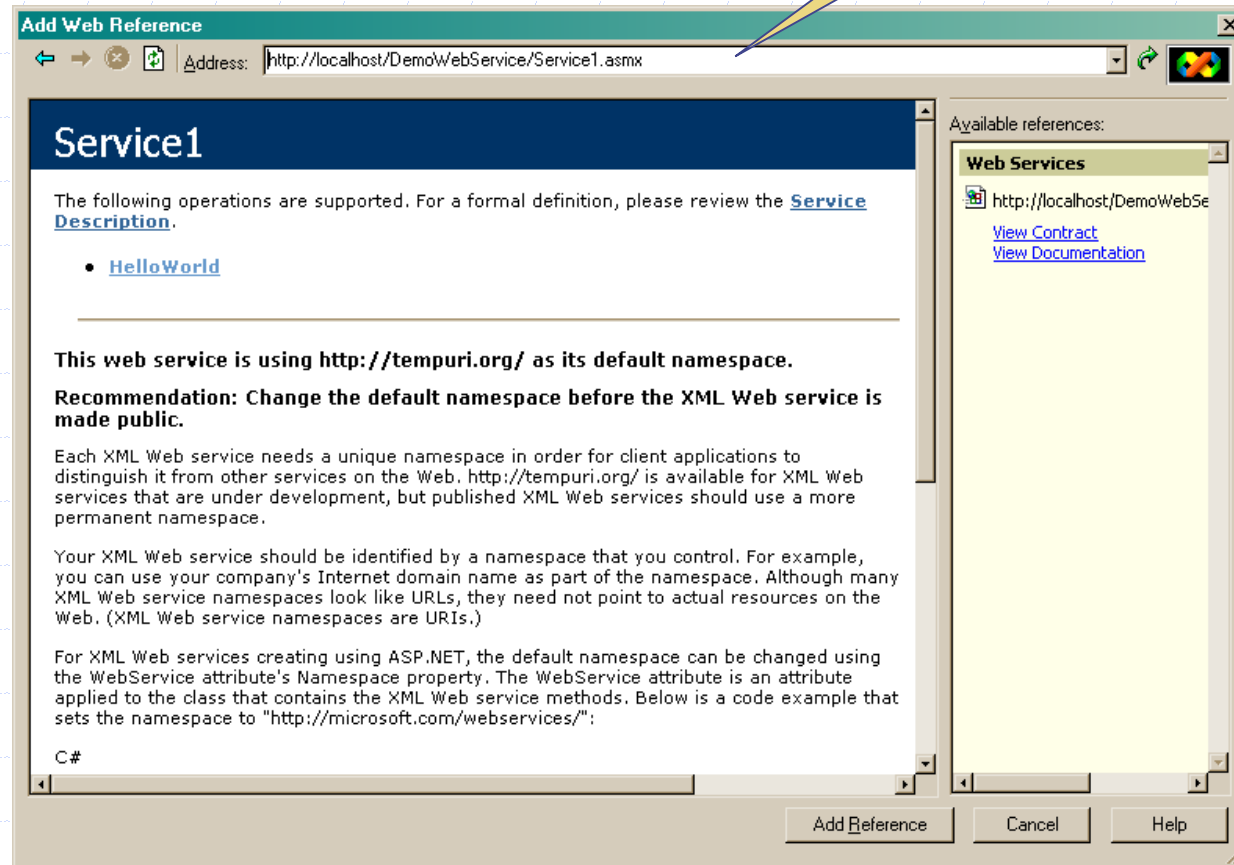 Add Web Reference
Address: http://localhost/DemoWebService/Service1.asmx
Service1
The following operations are supported. For a formal definition, please review the Service
Description.
• HelloWorld
This web service is using http://tempuri.org/ as its default namespace.
Recommendation: Change the default namespace before the XML Web service is
made public.
Each XML Web service needs a unique namespace in order for client applications to
distinguish it from other services on the Web. http://tempuri.org/ is available for XML Web
services that are under development, but published XML Web services should use a more
permanent namespace.
Your XML Web service should be identified by a namespace that you control. For example,
you can use your company's Internet domain name as part of the namespace. Although many
XML Web service namespaces look like URLs, they need not point to actual resources on the
Web. (XML Web service namespaces are URIs.)
For XML Web services creating using ASP.NET, the default namespace can be changed using
the WebService attribute's Namespace property. The WebService attribute is an attribute
applied to the class that contains the XML Web service methods. Below is a code example that
sets the namespace to "http://microsoft.com/webservices/":
C#
Available references:
Web Services
http://localhost/DemoWebSe
View Contract
View Documentation
Add Reference
Cancel
Help